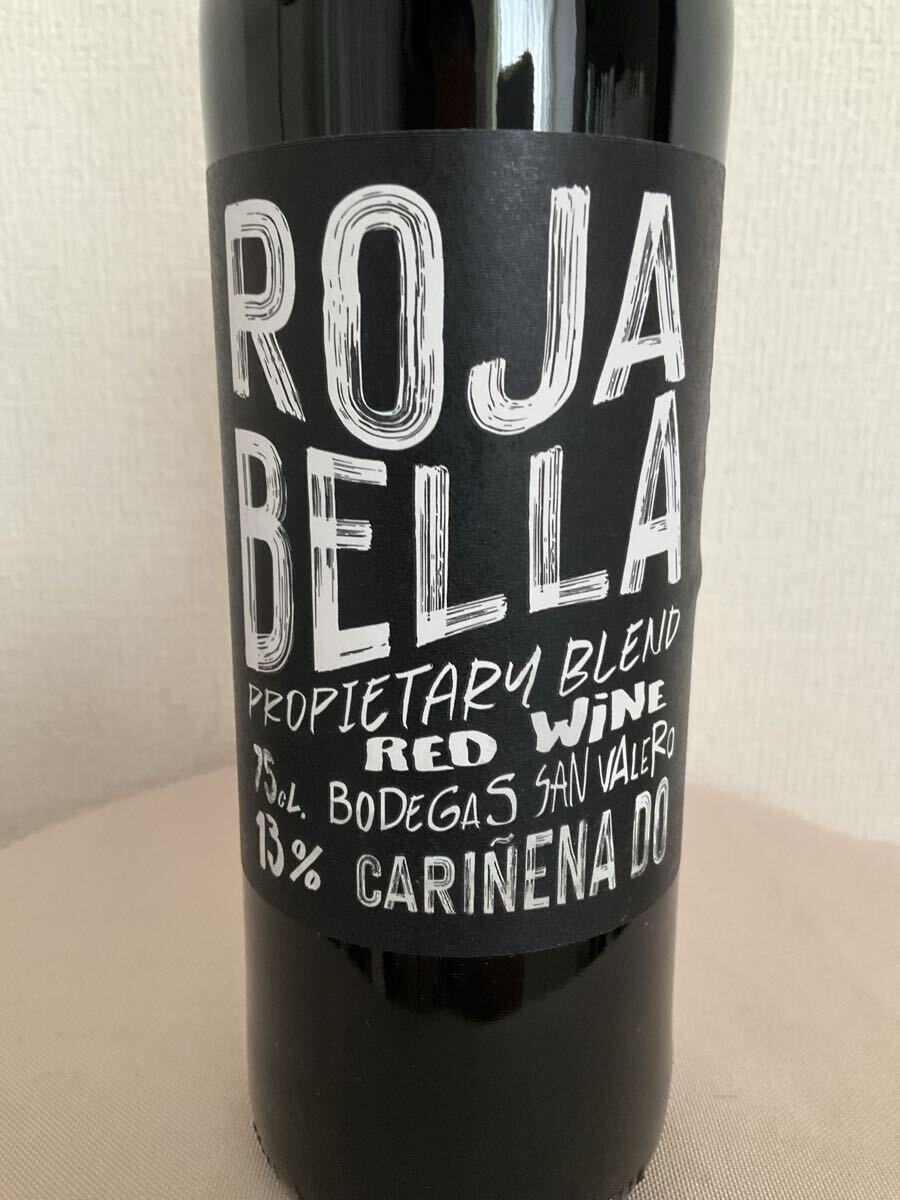 ROJA
BELLA
PROPIETARY BLEND
RED WiNE
75cL. BODEGAS SAN VALERO
13% CARIÑENA DO